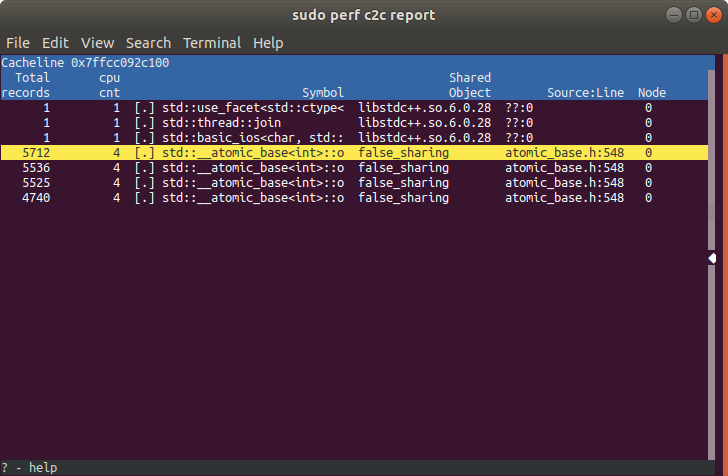 sudo perf c2c report
File Edit View Search Terminal Help
Cacheline 0x7ffcc092c100
Total cpu Shared
records cnt Symbol Object Source:Line Node
1 1 [.] std::use_facet<std::ctype< libstdc++.so.6.0.28 ??:0 0
1 1 [.] std::thread::join libstdc++.so.6.0.28 ??:0 0
1 1 [.] std::basic_ios<char, std:: libstdc++.so.6.0.28 ??:0 0
5712 4 [.] std::__atomic_base<int>::o false_sharing atomic_base.h:548 0
5536 4 [.] std::__atomic_base<int>::o false_sharing atomic_base.h:548 0
5525 4 [.] std::__atomic_base<int>::o false_sharing atomic_base.h:548 0
4740 4 [.] std::__atomic_base<int>::o false_sharing atomic_base.h:548 0
? - help